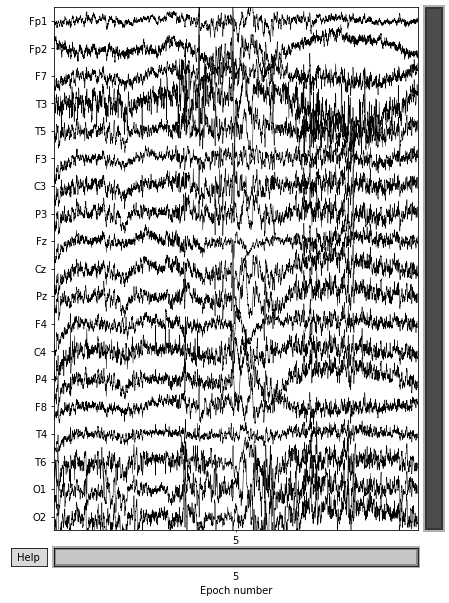 Fp1
Fp2
F7
T3
T5
F3
C3
P3
Fz
Cz
Pz
F4
C4
P4
F8
T4
T6
O1
O2
5
Help
5
Epoch number